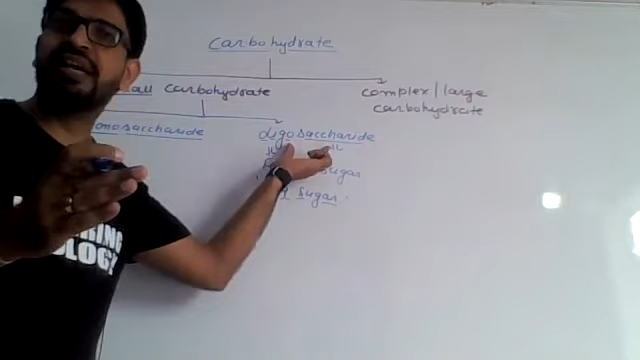 Carbohydrate
all carbohydrate
complex/large
carbohydrate
onosaccharide
oligosaccharide
sugar
sugar
RING
OLOGY